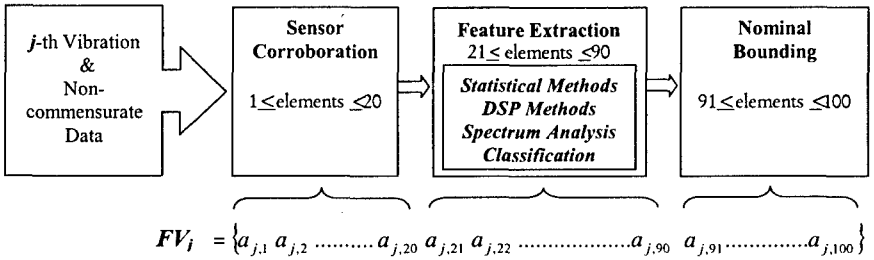 j-th Vibration
&
Non-
commensurate
Data
Sensor
Corroboration
1≤elements ≤20
Feature Extraction
21≤ elements ≤90
Statistical Methods
DSP Methods
Spectrum Analysis
Classification
Nominal
Bounding
91≤elements ≤100
FVj = {aj,1 aj,2 .......... aj,20 aj,21 aj,22 ....................aj,90 aj,91..............aj,100}